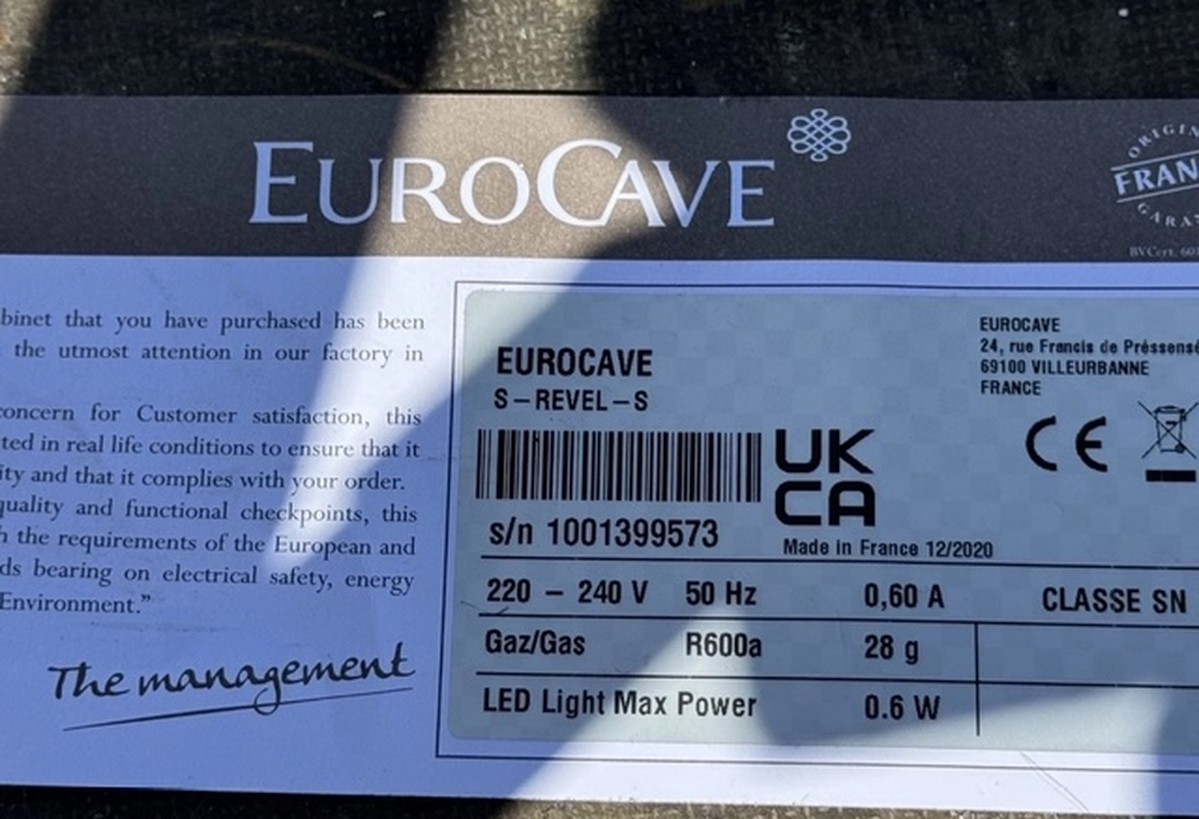 EUROCAVE
ORIGIN
FRAN
GARA
BVCert. 601
binet that you have purchased has been
the utmost attention in our factory in
concern for Customer satisfaction, this
ted in real life conditions to ensure that it
ity and that it complies with your order.
quality and functional checkpoints, this
h the requirements of the European and
ds bearing on electrical safety, energy
Environment.”
The management
EUROCAVE
S-REVEL-S
s/n 1001399573
UK
CA
Made in France 12/2020
EUROCAVE
24, rue Francis de Préssensé
69100 VILLEURBANNE
FRANCE
CE
220 – 240 V 50 Hz 0,60 A CLASSE SN
Gaz/Gas R600a 28 g
LED Light Max Power 0.6 W